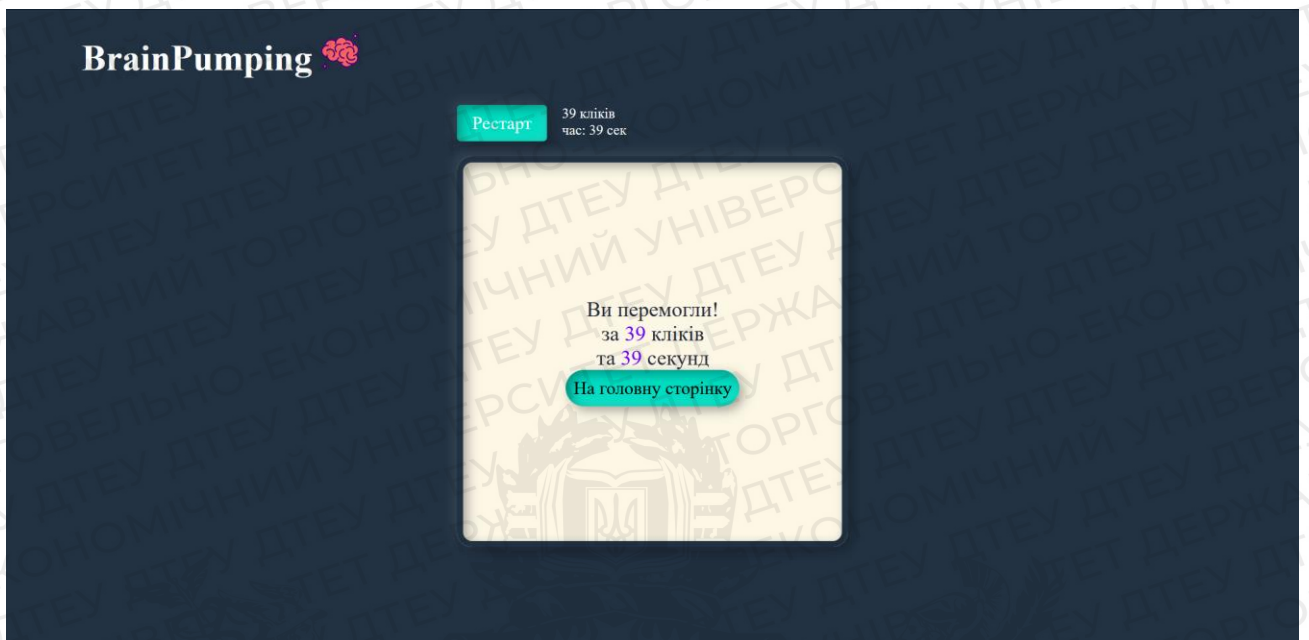 BrainPumping
Рестарт
39 кліків
час: 39 сек
Ви перемогли!
за 39 кліків
та 39 секунд
На головну сторінку